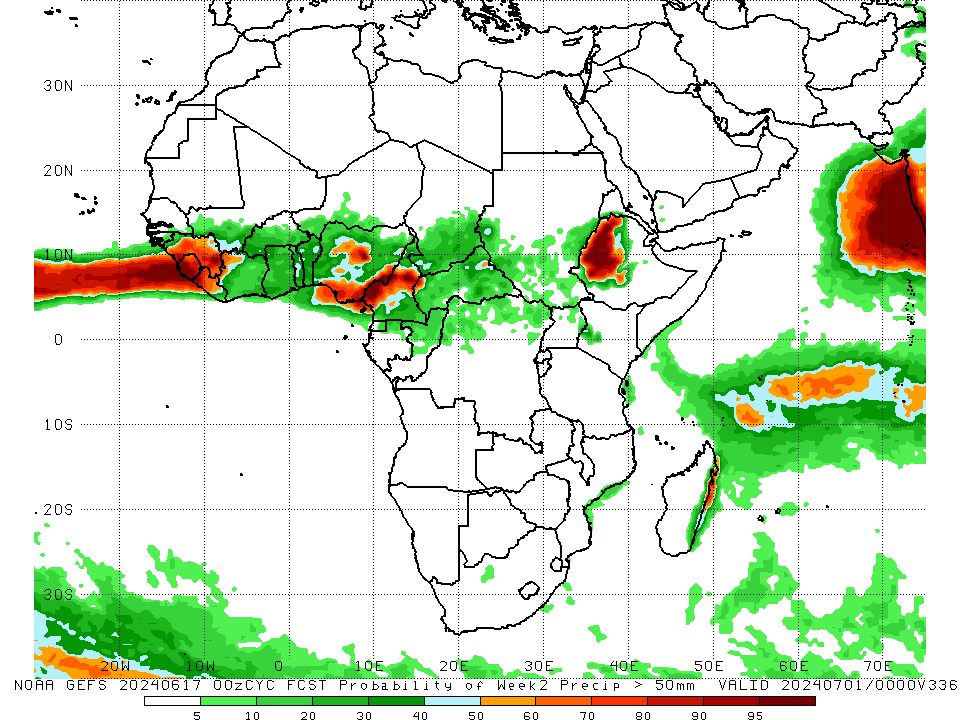 30N
20N
10N
0
10S
20S
30S
20W 10W 0 10E 20E 30E 40E 50E 60E 70E
NOAA GEFS 20240617 00zCYC FCST Probability of Week2 Precip > 50mm VALID 20240701/0000V336
5 10 20 30 40 50 60 70 80 90 95